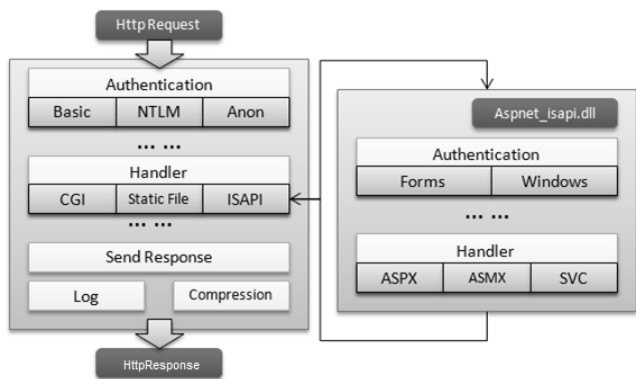 HttpRequest
Authentication
Basic NTLM Anon
... ...
Handler
CGI Static File ISAPI
... ...
Send Response
Log Compression
HttpResponse
Aspnet_isapi.dll
Authentication
Forms Windows
... ...
Handler
ASPX ASMX SVC